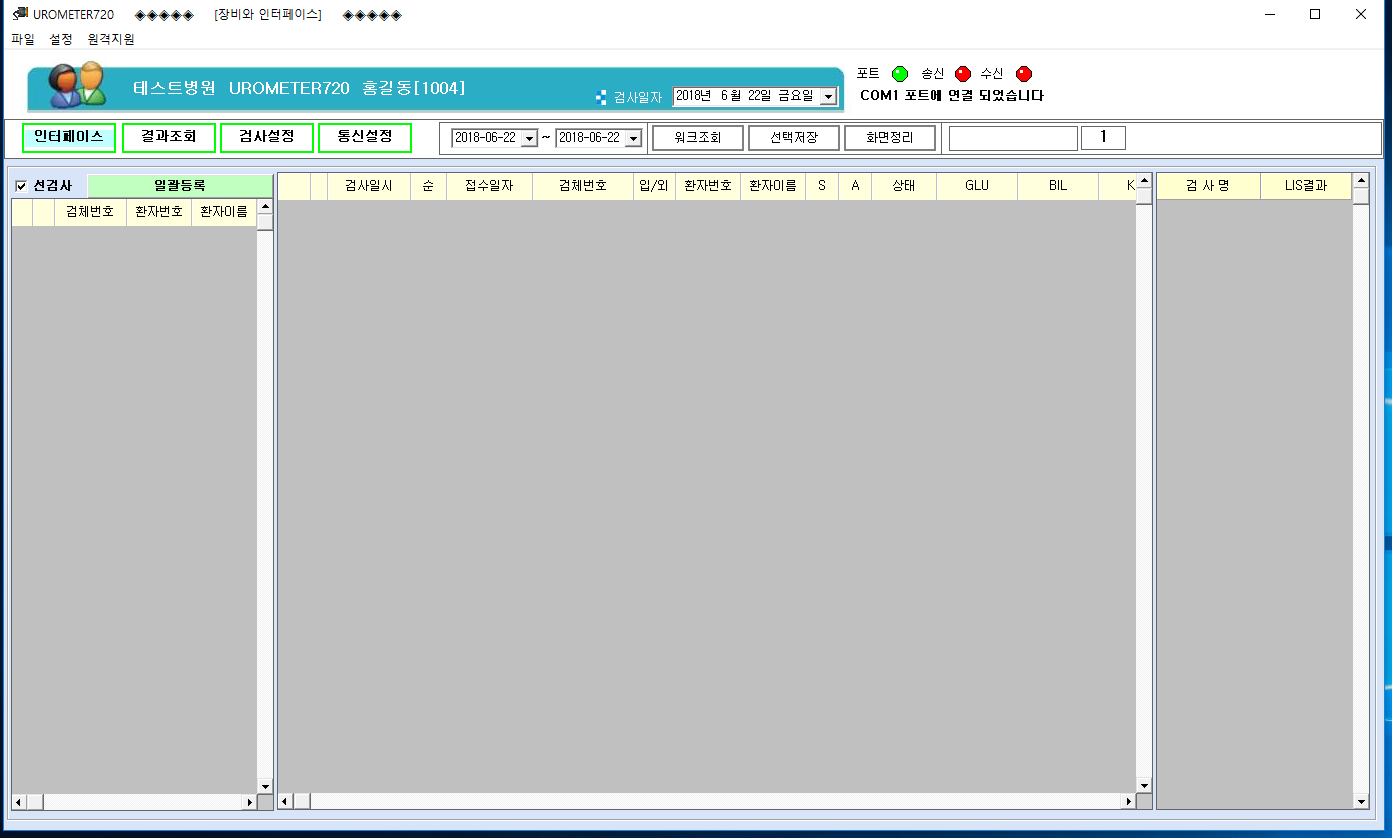 UROMETER720 ◈◈◈◈◈ [장비와 인터페이스] ◈◈◈◈◈
파일 설정 원격지원
테스트병원 UROMETER720 홍길동[1004]
검사일자 2018년 6월 22일 금요일
포트 송신 수신
COM1 포트에 연결 되었습니다
인터페이스 결과조회 검사설정 통신설정 2018-06-22 ~ 2018-06-22 워크조회 선택저장 화면정리 1
선검사 일괄등록
검체번호 환자번호 환자이름
검사일시 순 접수일자 검체번호 입/외 환자번호 환자이름 S A 상태 GLU BIL K
검 사 명 LIS결과